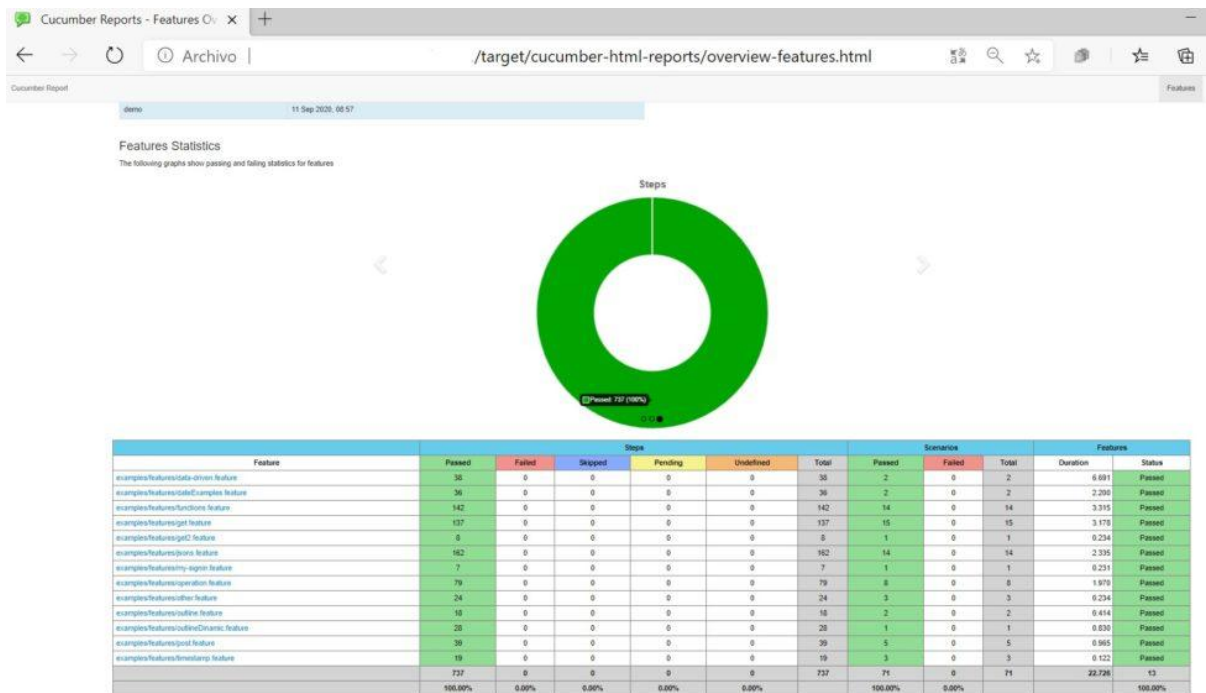 Cucumber Reports - Features Ov
Archivo
/target/cucumber-html-reports/overview-features.html
Cucumber Report
Features
demo 11 Sep 2020, 08:57
Features Statistics
The following graphs show passing and failing statistics for features
Steps
Passed: 737 (100%)
Steps Scenarios Features
Feature Passed Failed Skipped Pending Undefined Total Passed Failed Total Duration Status
examples/features/data-driven.feature 38 0 0 0 0 38 2 0 2 6.691 Passed
examples/features/dateExamples.feature 36 0 0 0 0 36 2 0 2 2.200 Passed
examples/features/functions.feature 142 0 0 0 0 142 14 0 14 3.315 Passed
examples/features/get.feature 137 0 0 0 0 137 15 0 15 3.178 Passed
examples/features/get2.feature 8 0 0 0 0 8 1 0 1 0.234 Passed
examples/features/jsons.feature 162 0 0 0 0 162 14 0 14 2.335 Passed
examples/features/my-signin.feature 7 0 0 0 0 7 1 0 1 0.231 Passed
examples/features/operation.feature 79 0 0 0 0 79 8 0 8 1.970 Passed
examples/features/other.feature 24 0 0 0 0 24 3 0 3 0.234 Passed
examples/features/outline.feature 18 0 0 0 0 18 2 0 2 0.414 Passed
examples/features/outlineDinamic.feature 28 0 0 0 0 28 1 0 1 0.830 Passed
examples/features/post.feature 39 0 0 0 0 39 5 0 5 0.965 Passed
examples/features/timestamp.feature 19 0 0 0 0 19 3 0 3 0.122 Passed
737 0 0 0 0 737 71 0 71 22.726 13
100.00% 0.00% 0.00% 0.00% 0.00% 100.00% 0.00% 100.00%